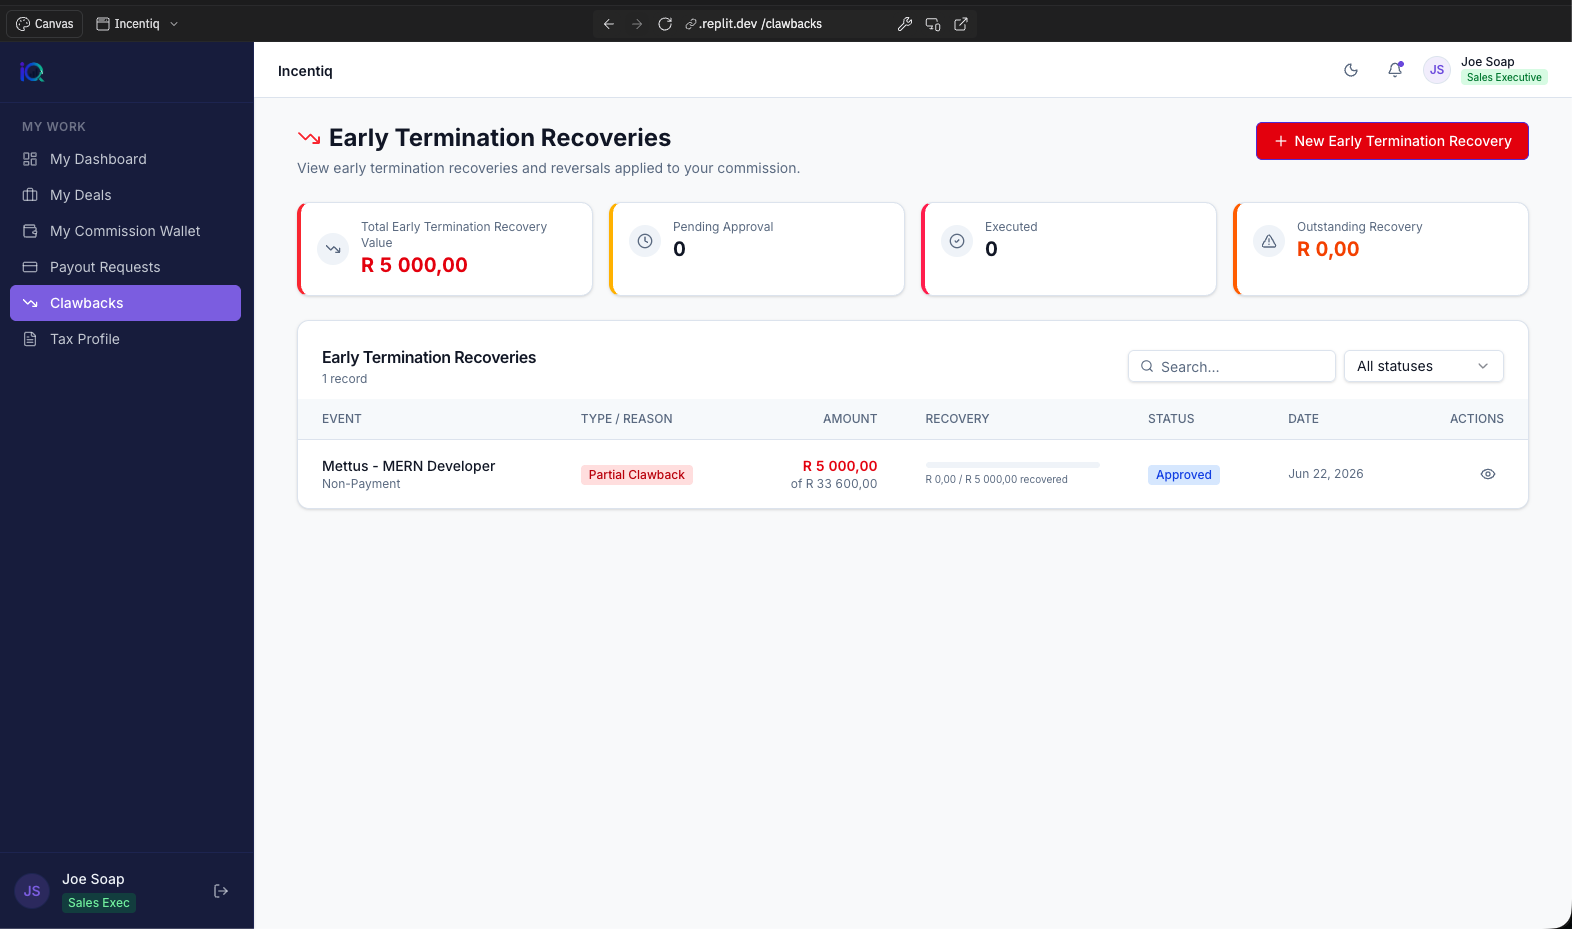 Canvas
Incentiq
.replit.dev /clawbacks
iQ
Incentiq
JS
Joe Soap
Sales Executive
MY WORK
My Dashboard
My Deals
My Commission Wallet
Payout Requests
Clawbacks
Tax Profile
Early Termination Recoveries
View early termination recoveries and reversals applied to your commission.
+ New Early Termination Recovery
Total Early Termination Recovery
Value
R 5 000,00
Pending Approval
0
Executed
0
Outstanding Recovery
R 0,00
Early Termination Recoveries
1 record
Search...
All statuses
EVENT TYPE / REASON AMOUNT RECOVERY STATUS DATE ACTIONS
Mettus - MERN Developer
Non-Payment
Partial Clawback
R 5 000,00
of R 33 600,00
R 0,00 / R 5 000,00 recovered
Approved
Jun 22, 2026
JS
Joe Soap
Sales Exec